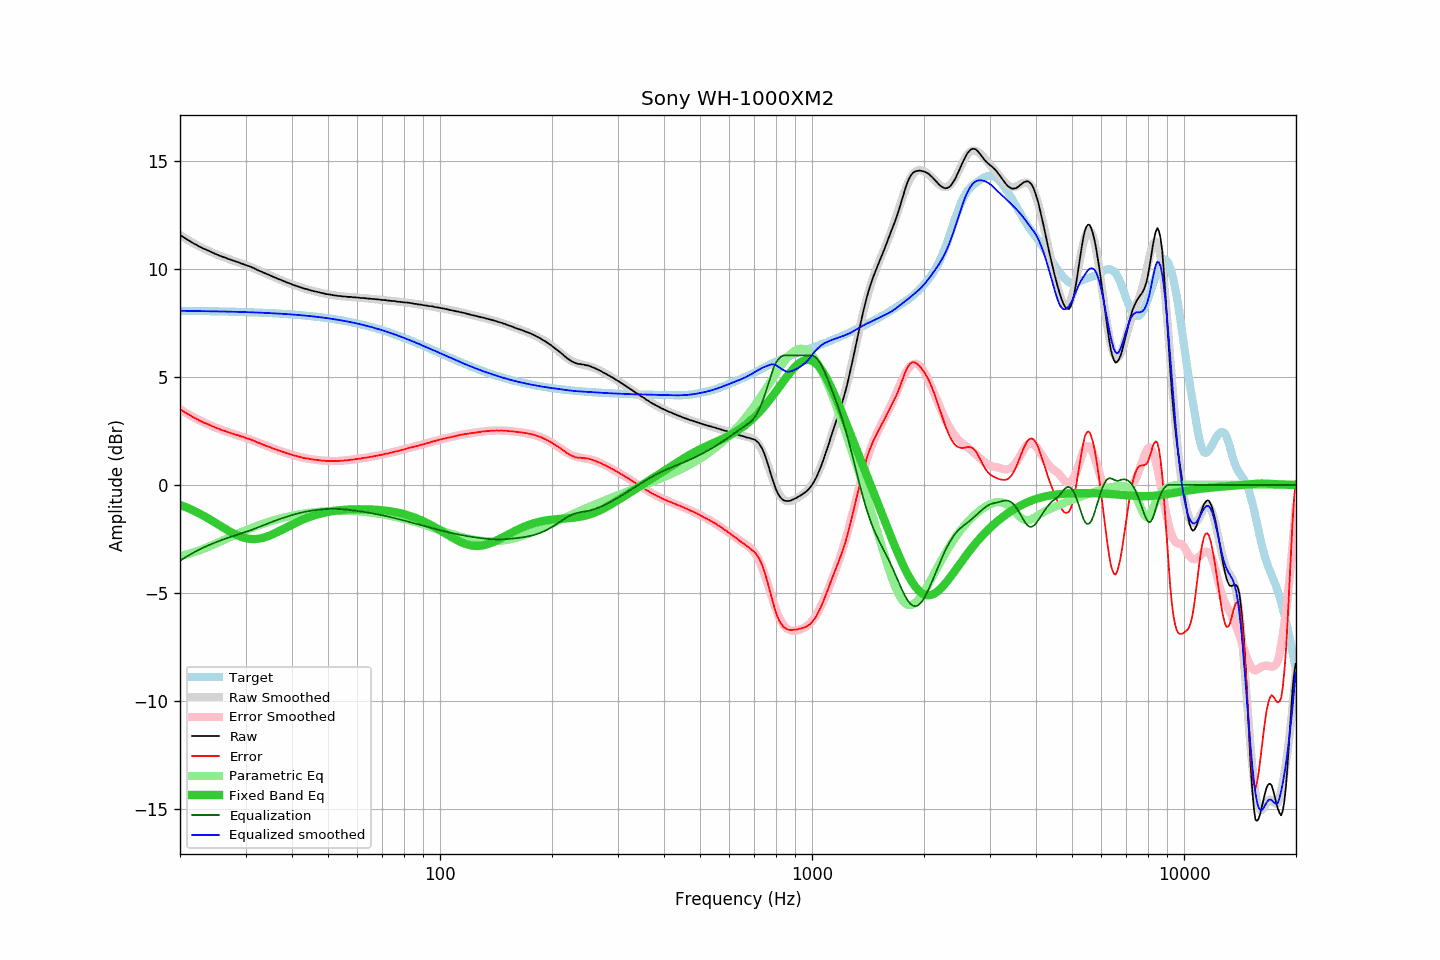 Sony WH-1000XM2
15
10
5
0
−5
−10
−15
Amplitude (dBr)
Target
Raw Smoothed
Error Smoothed
Raw
Error
Parametric Eq
Fixed Band Eq
Equalization
Equalized smoothed
100
1000
10000
Frequency (Hz)